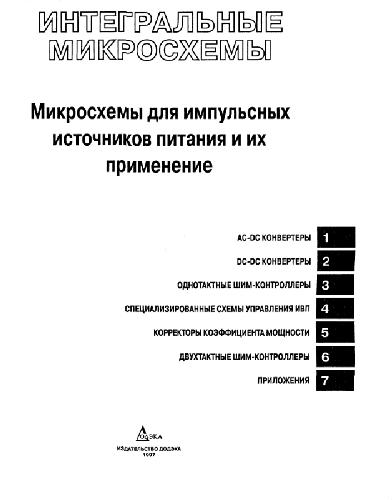 ИНТЕГРАЛЬНЫЕ
МИКРОСХЕМЫ
Микросхемы для импульсных
источников питания и их
применение
AC-DC КОНВЕРТЕРЫ 1
DC-DC КОНВЕРТЕРЫ 2
ОДНОТАКТНЫЕ ШИМ-КОНТРОЛЛЕРЫ 3
СПЕЦИАЛИЗИРОВАННЫЕ СХЕМЫ УПРАВЛЕНИЯ ИВП 4
КОРРЕКТОРЫ КОЭФФИЦИЕНТА МОЩНОСТИ 5
ДВУХТАКТНЫЕ ШИМ-КОНТРОЛЛЕРЫ 6
ПРИЛОЖЕНИЯ 7
ДОДЭКА
ИЗДАТЕЛЬСТВО ДОДЭКА
1997